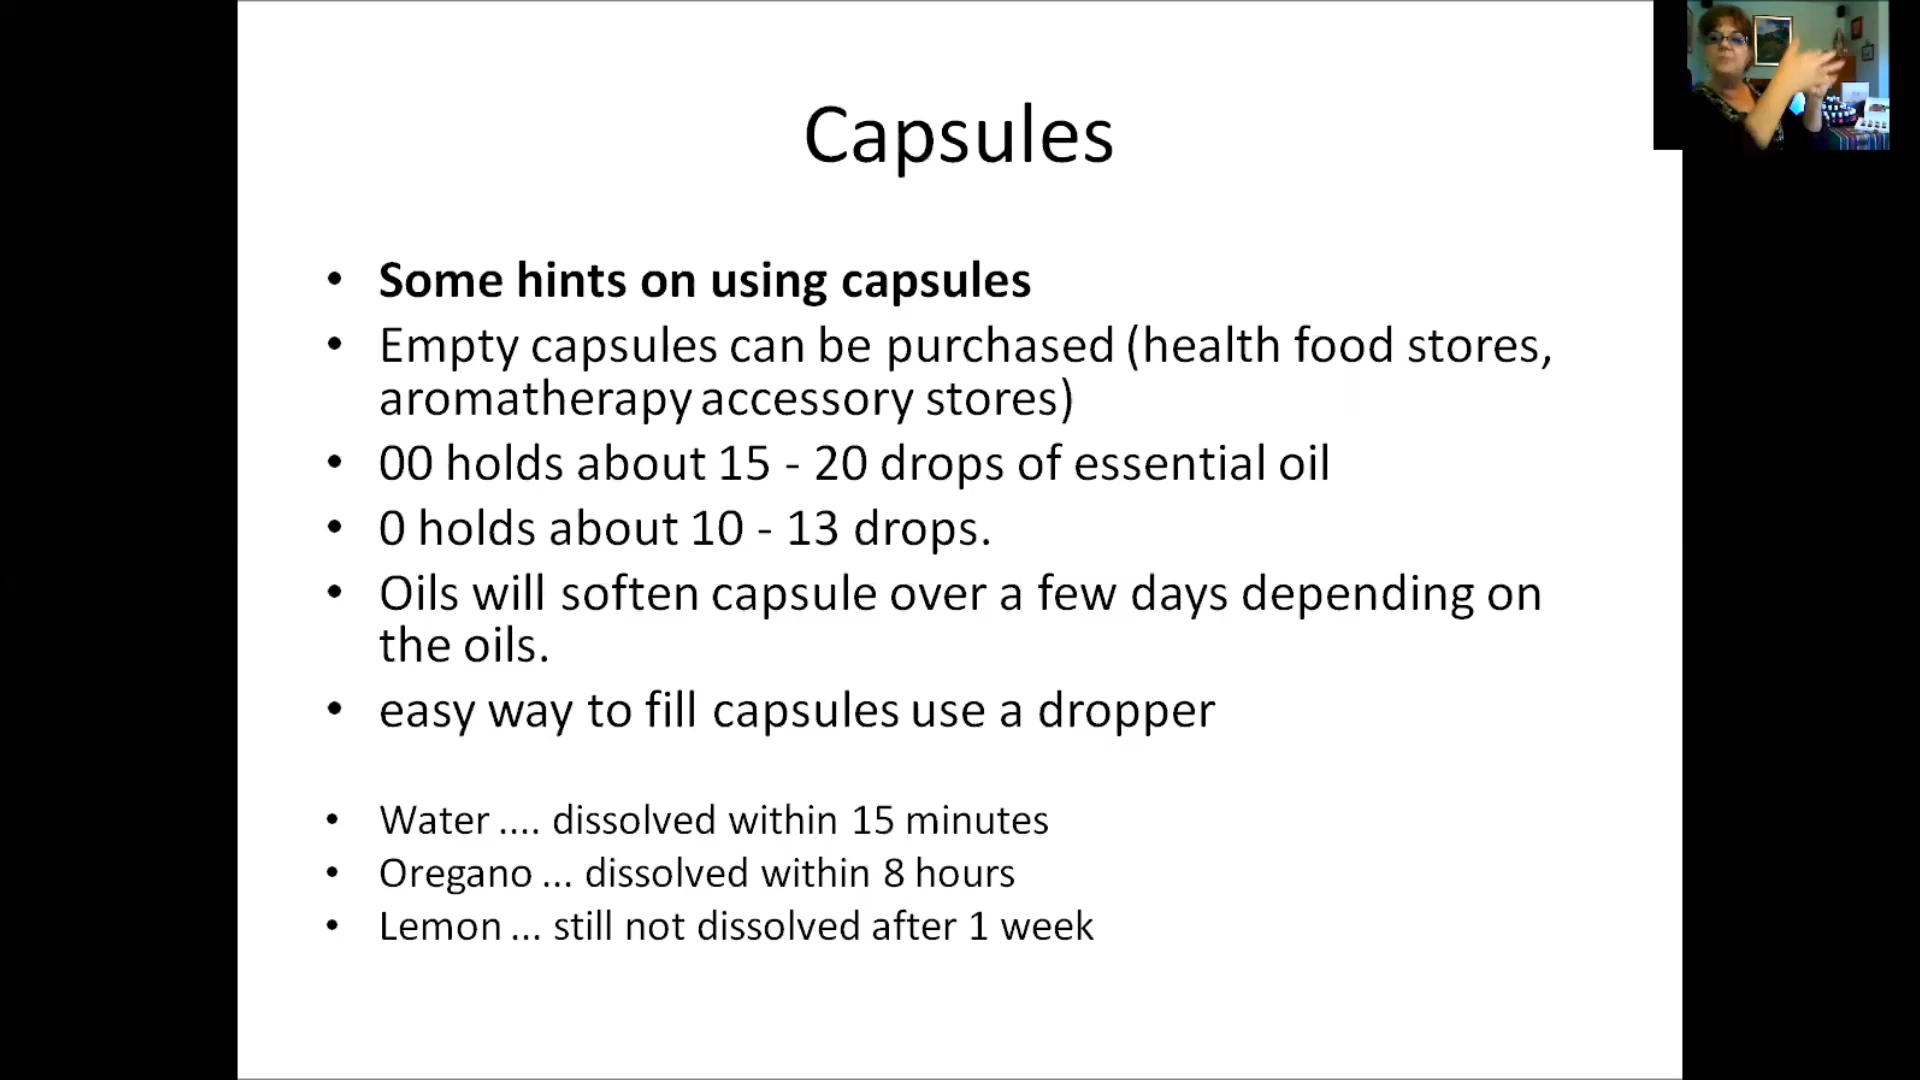 Capsules
• Some hints on using capsules
• Empty capsules can be purchased (health food stores,
aromatherapy accessory stores)
• 00 holds about 15 - 20 drops of essential oil
• 0 holds about 10 - 13 drops.
• Oils will soften capsule over a few days depending on
the oils.
• easy way to fill capsules use a dropper
• Water .... dissolved within 15 minutes
• Oregano ... dissolved within 8 hours
• Lemon ... still not dissolved after 1 week